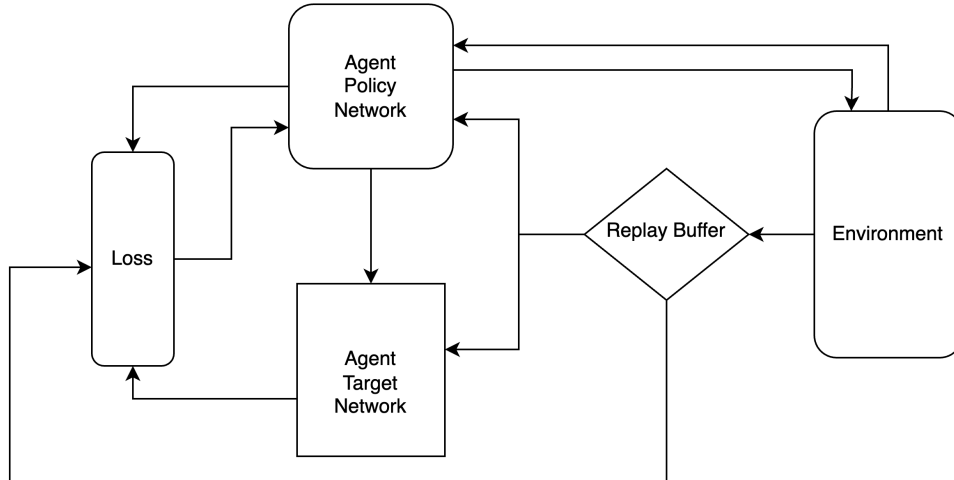 Agent
Policy
Network
Loss
Replay Buffer
Environment
Agent
Target
Network